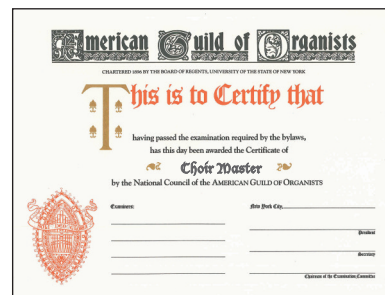 American Guild of Organists
CHARTERED 1896 BY THE BOARD OF REGENTS, UNIVERSITY OF THE STATE OF NEW YORK
This is to Certify that
having passed the examination required by the bylaws,
has this day been awarded the Certificate of
Choir Master
by the National Council of the AMERICAN GUILD OF ORGANISTS
Examiners:
New York City,
President
Secretary
Chairman of the Examination Committee